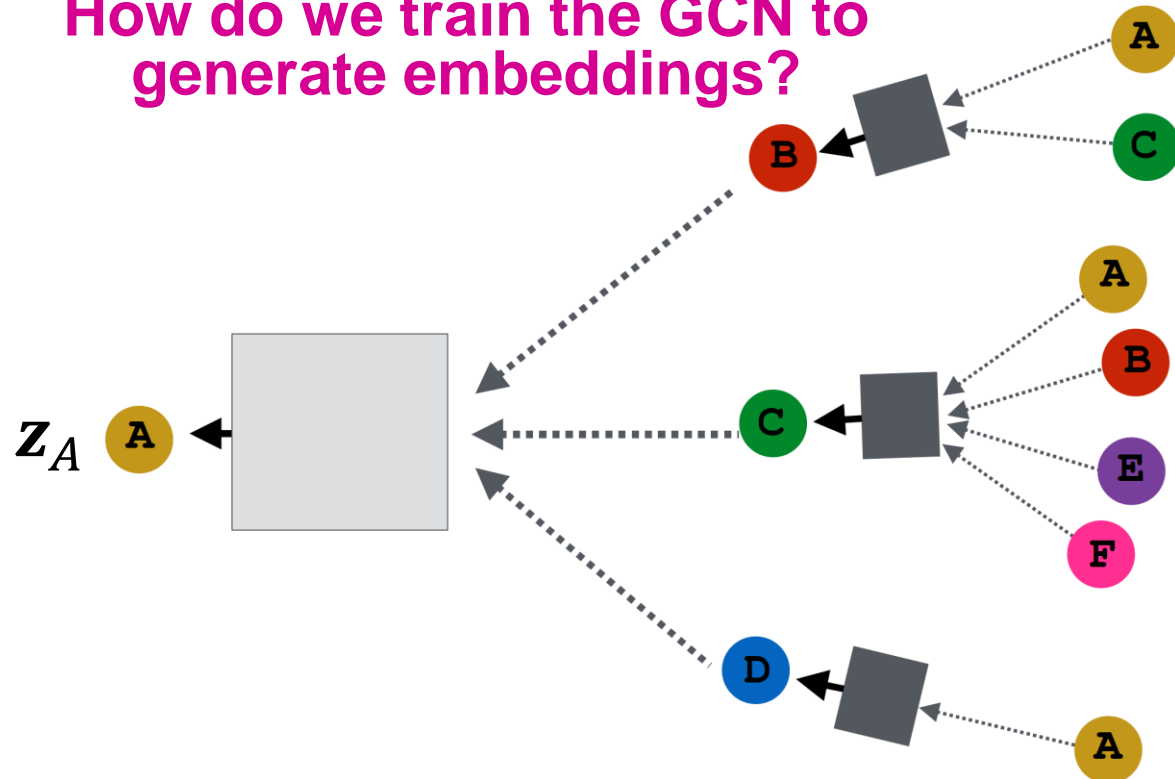 How do we train the GCN to
generate embeddings?
A
B
C
A
B
z_A A
C
E
F
D
A